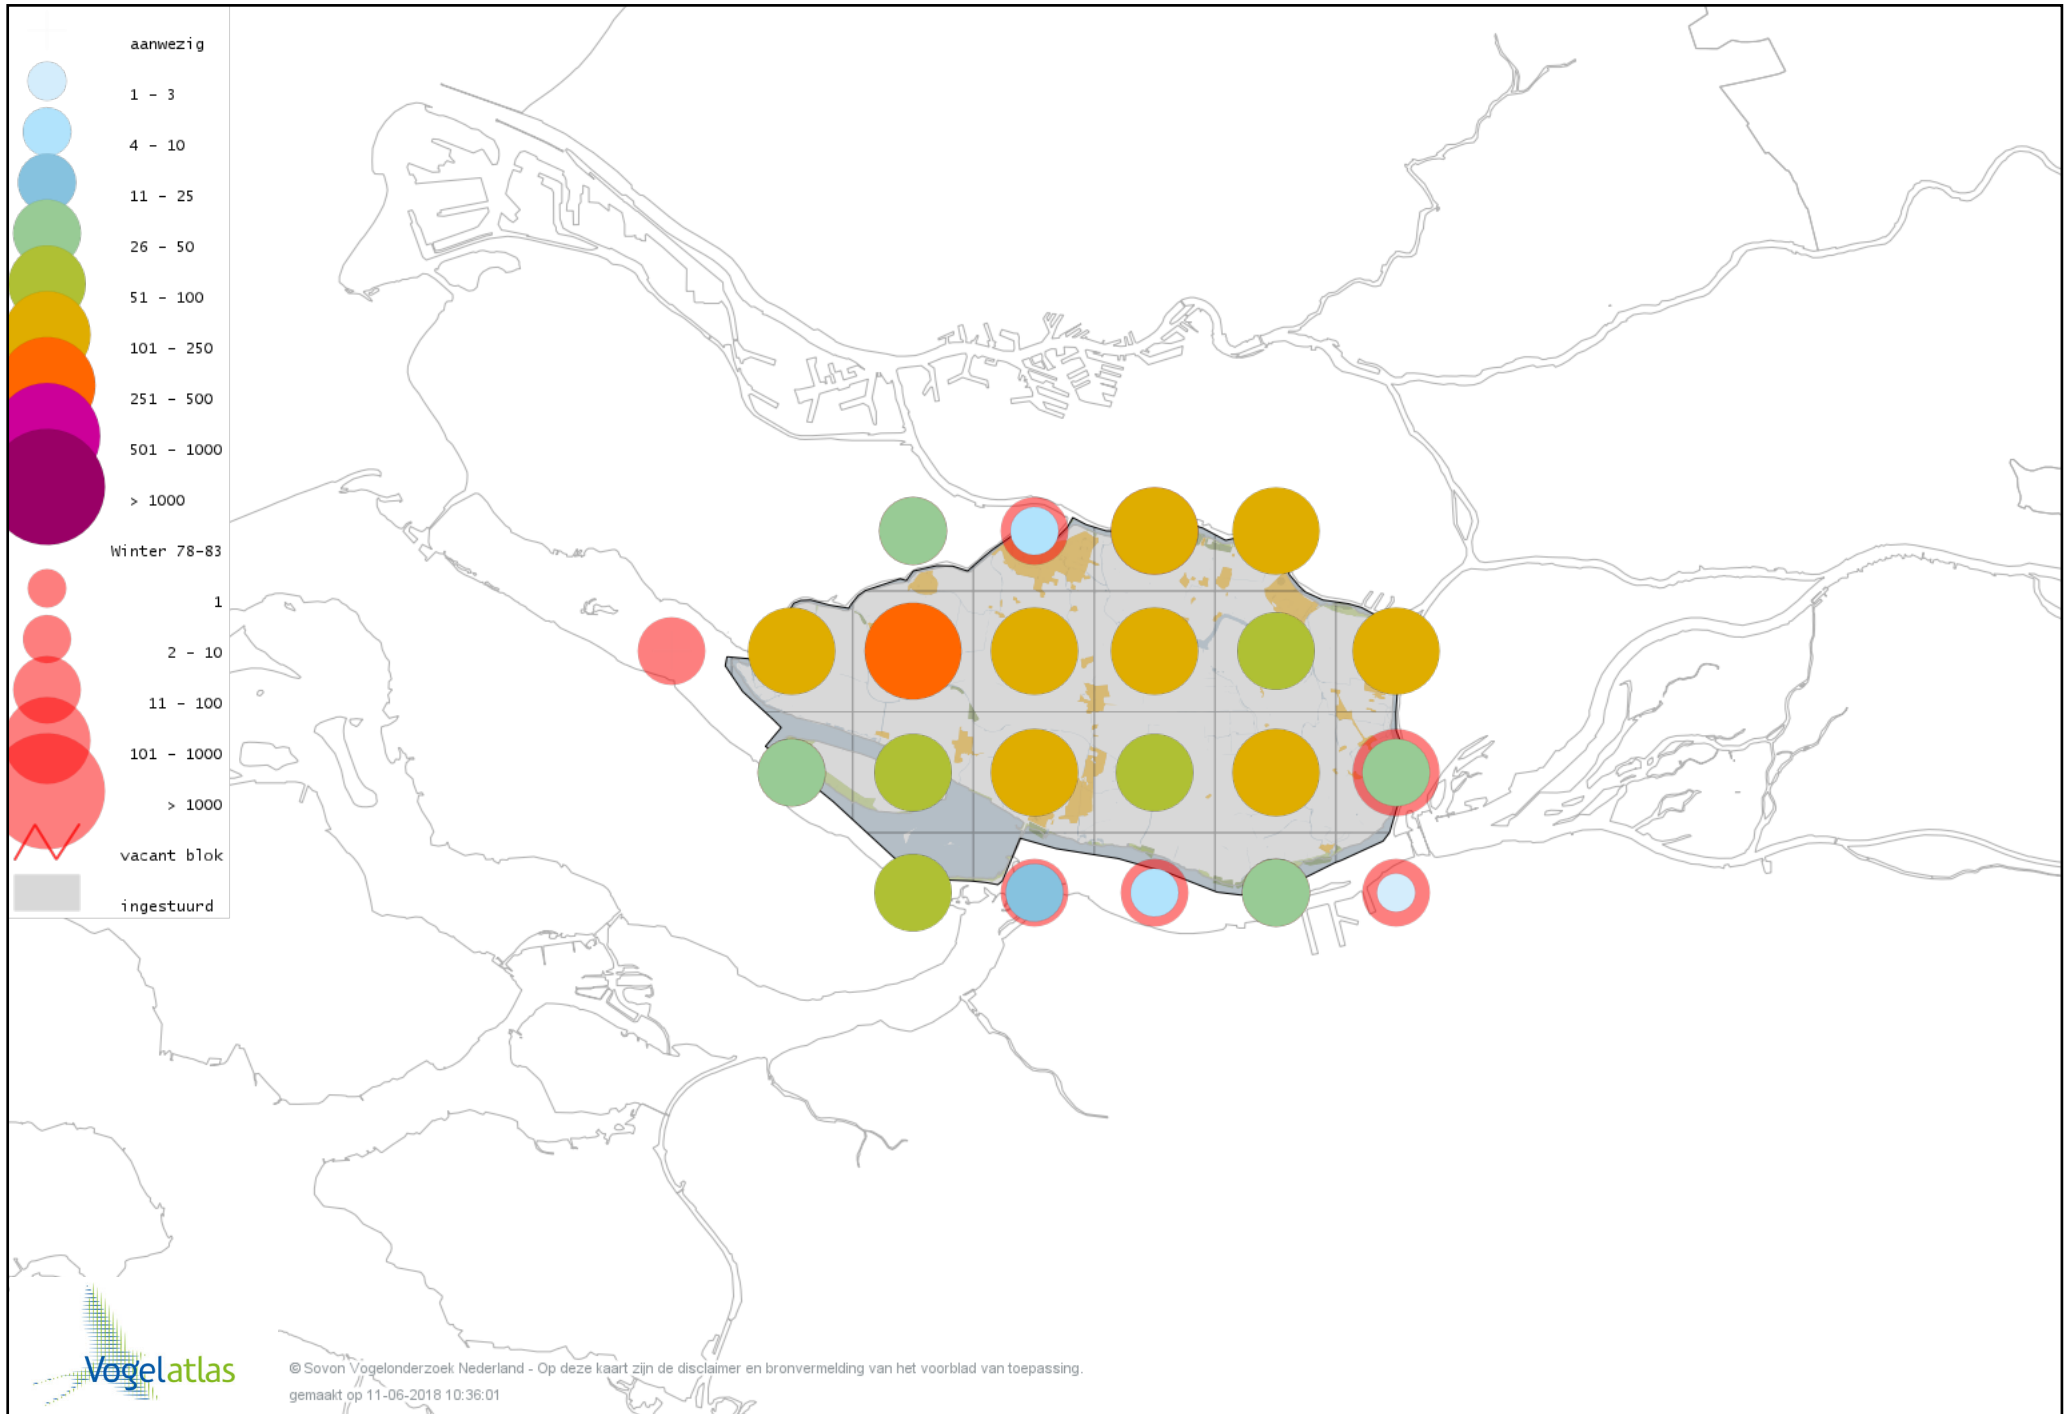 aanwezig
1 - 3
4 - 10
11 - 25
26 - 50
51 - 100
101 - 250
251 - 500
501 - 1000
> 1000
Winter 78-83
1
2 - 10
11 - 100
101 - 1000
> 1000
vacant blok
ingestuurd
Vogelatlas
© Sovon Vogelonderzoek Nederland - Op deze kaart zijn de disclaimer en bronvermelding van het voorblad van toepassing.
gemaakt op 11-06-2018 10:36:01